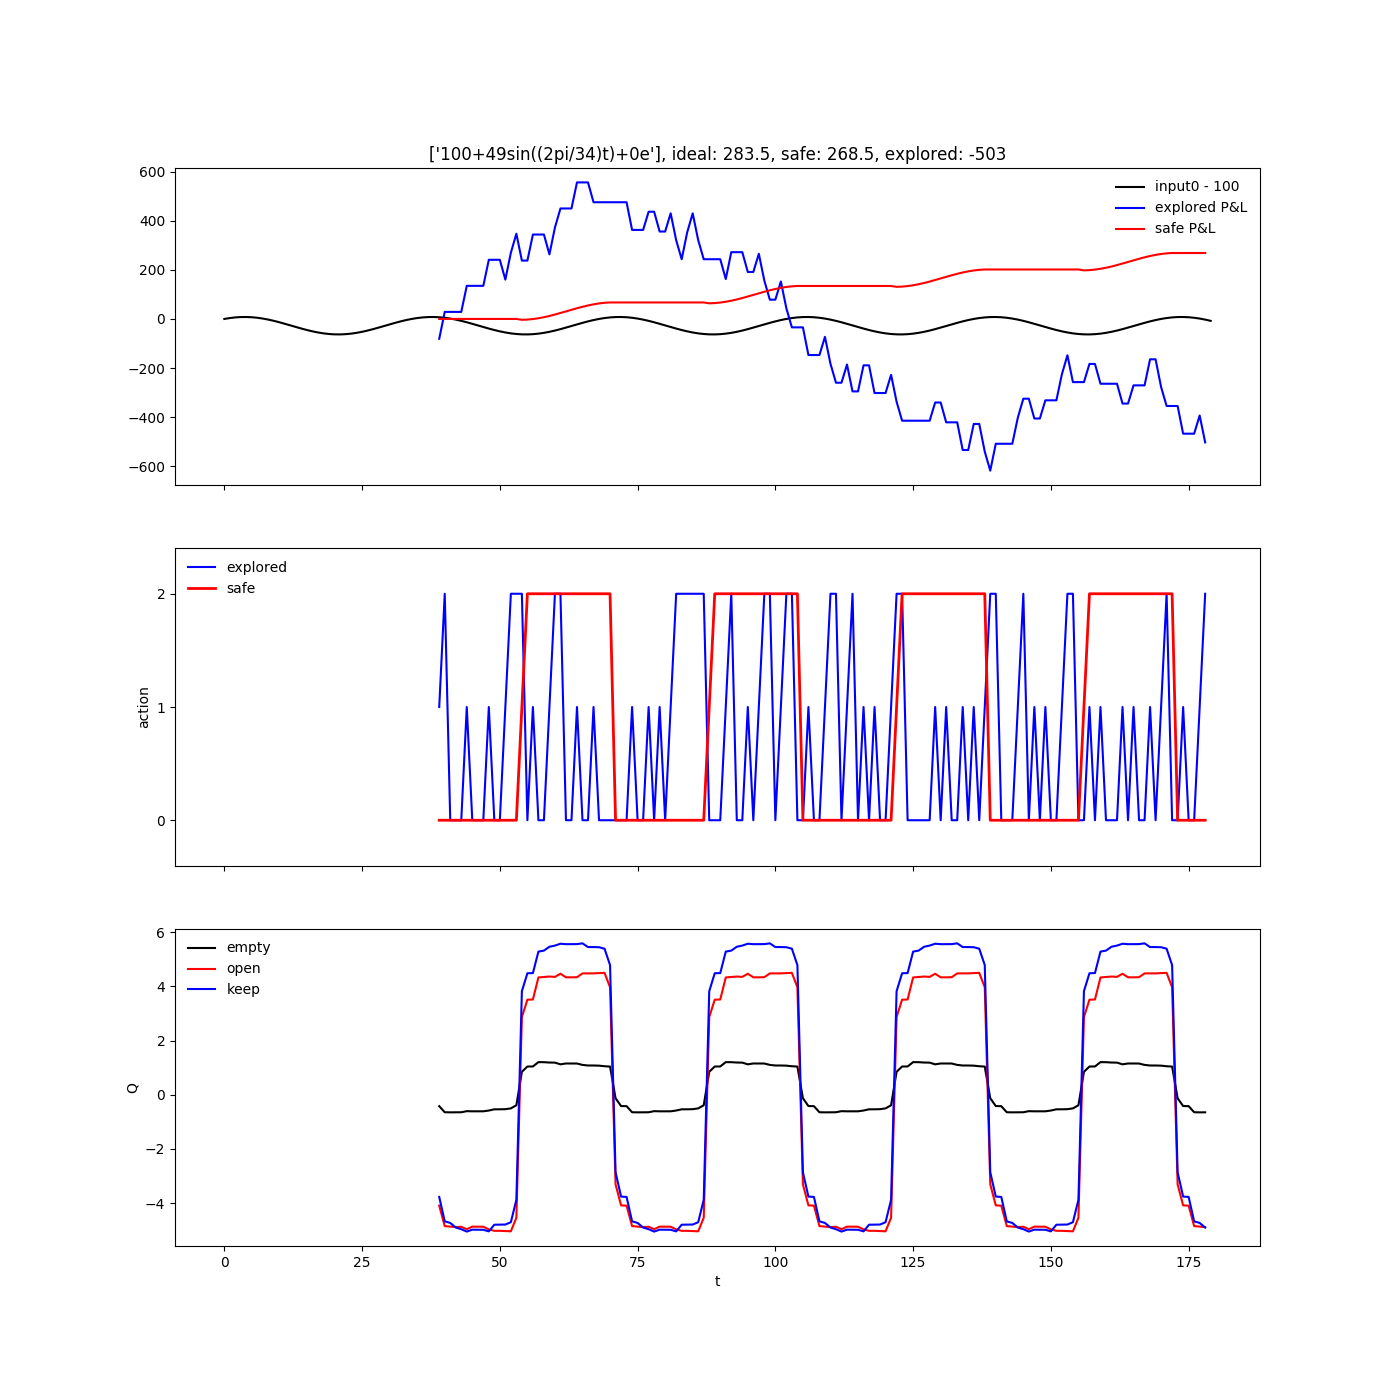 ['100+49sin((2pi/34)t)+0e'], ideal: 283.5, safe: 268.5, explored: -503
600
400
200
0
−200
−400
−600
input0 - 100
explored P&L
safe P&L
action
2
1
0
explored
safe
Q
6
4
2
0
−2
−4
empty
open
keep
0 25 50 75 100 125 150 175
t